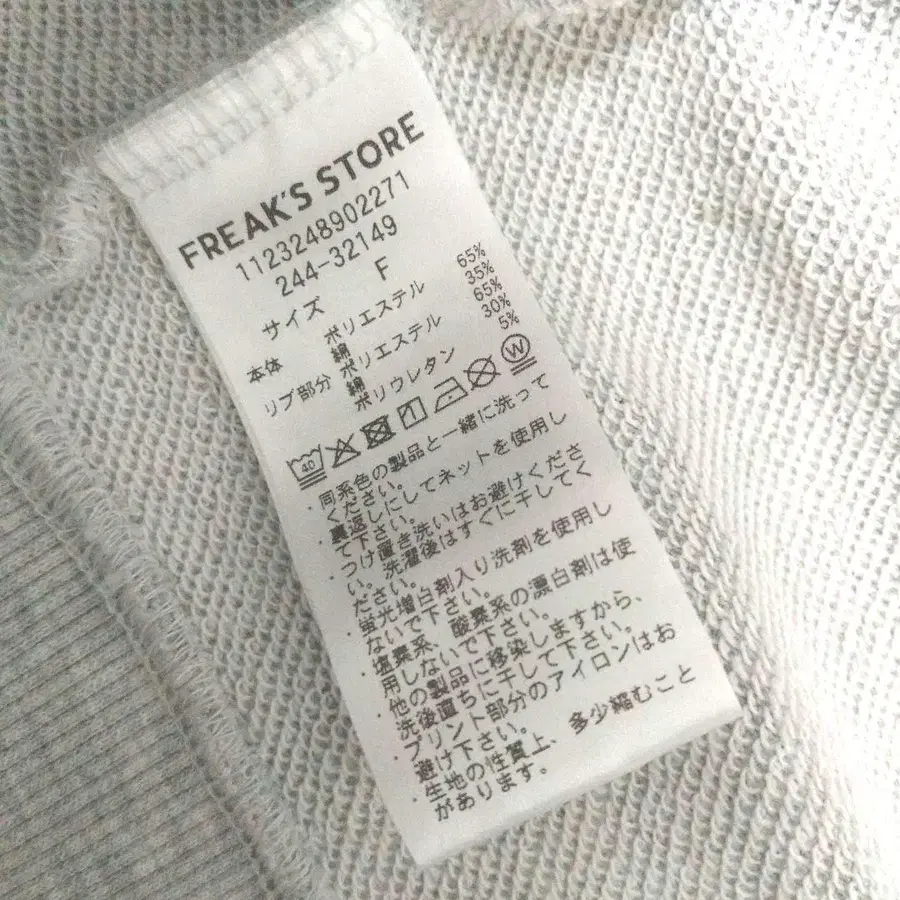 FREAK'S STORE
1123248902271
244-32149
サイズ F
本体 ポリエステル 65%
綿 35%
リブ部分 ポリエステル 65%
綿 30%
ポリウレタン 5%
40 W
・同系色の製品と一緒に洗って
ください。
・裏返しにしてネットを使用し
て下さい。
・つけ置き洗いはお避けくださ
い。洗濯後はすぐに干してく
ださい。
・蛍光増白剤入り洗剤を使用し
ないで下さい。
・塩素系、酸素系の漂白剤は使
用しないで下さい。
・他の製品に移染しますから、
洗後直ちに干して下さい。
・プリント部分のアイロンはお
避け下さい。
・生地の性質上、多少縮むこと
があります。